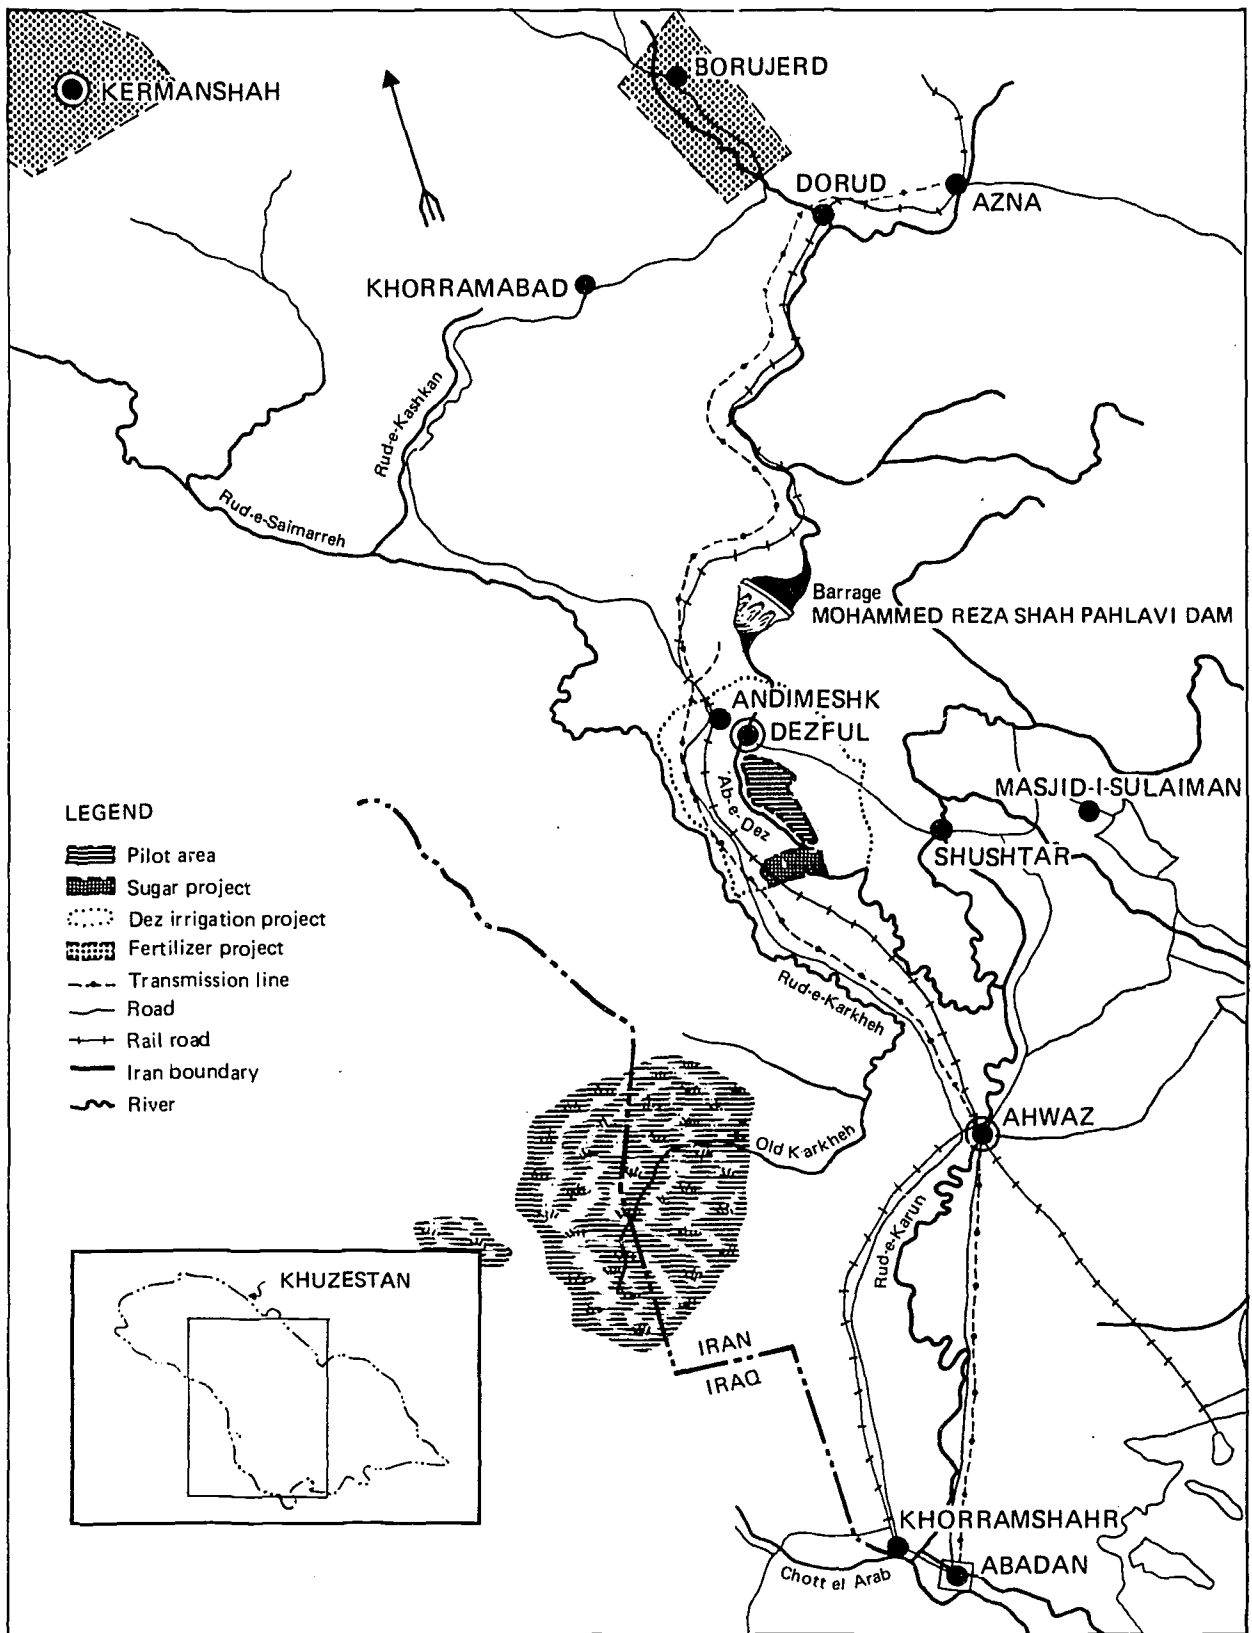 BORUJERD
KERMANSHAH
DORUD
AZNA
KHORRAMABAD
Rud-e-Kashkan
Rud-e-Saimarreh
Barrage
MOHAMMED REZA SHAH PAHLAVI DAM
ANDIMESHK
DEZFUL
Ab-e-Dez
MASJID-I-SULAIMAN
SHUSHTAR
LEGEND
Pilot area
Sugar project
Dez irrigation project
Fertilizer project
Transmission line
Road
Rail road
Iran boundary
River
Rud-e-Karkheh
AHWAZ
Old Karkheh
Rud-e-Karun
KHUZESTAN
IRAN
IRAQ
KHORRAMSHAHR
ABADAN
Chott el Arab